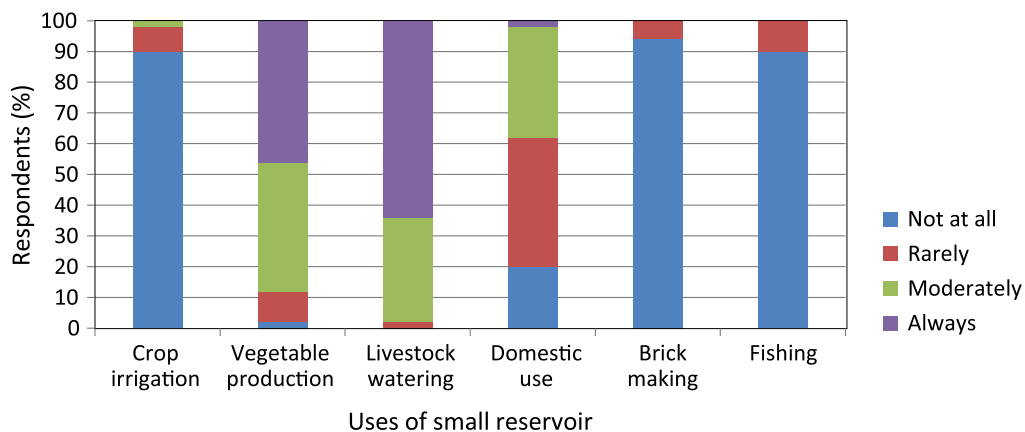 100
90
80
70
60
50
40
30
20
10
0
Respondents (%)
Crop
irrigation
Vegetable
production
Livestock
watering
Domestic
use
Brick
making
Fishing
Uses of small reservoir
Not at all
Rarely
Moderately
Always